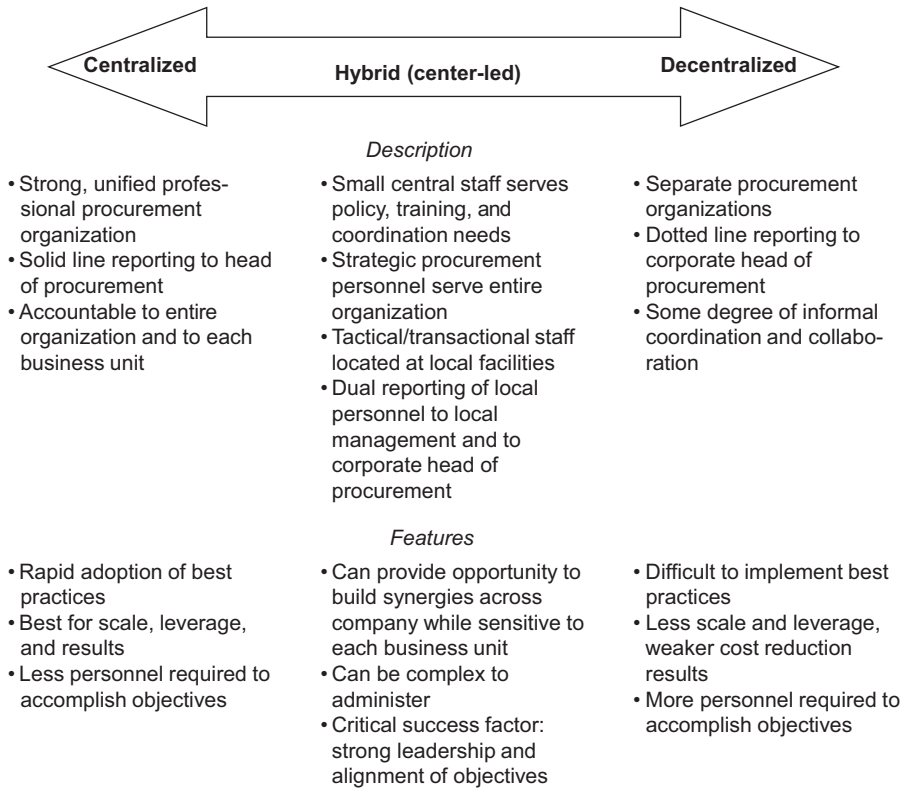 Centralized
Hybrid (center-led)
Decentralized
Description
• Strong, unified profes-
sional procurement
organization
• Solid line reporting to head
of procurement
• Accountable to entire
organization and to each
business unit
• Small central staff serves
policy, training, and
coordination needs
• Strategic procurement
personnel serve entire
organization
• Tactical/transactional staff
located at local facilities
• Dual reporting of local
personnel to local
management and to
corporate head of
procurement
• Separate procurement
organizations
• Dotted line reporting to
corporate head of
procurement
• Some degree of informal
coordination and collabo-
ration
Features
• Rapid adoption of best
practices
• Best for scale, leverage,
and results
• Less personnel required to
accomplish objectives
• Can provide opportunity to
build synergies across
company while sensitive to
each business unit
• Can be complex to
administer
• Critical success factor:
strong leadership and
alignment of objectives
• Difficult to implement best
practices
• Less scale and leverage,
weaker cost reduction
results
• More personnel required to
accomplish objectives